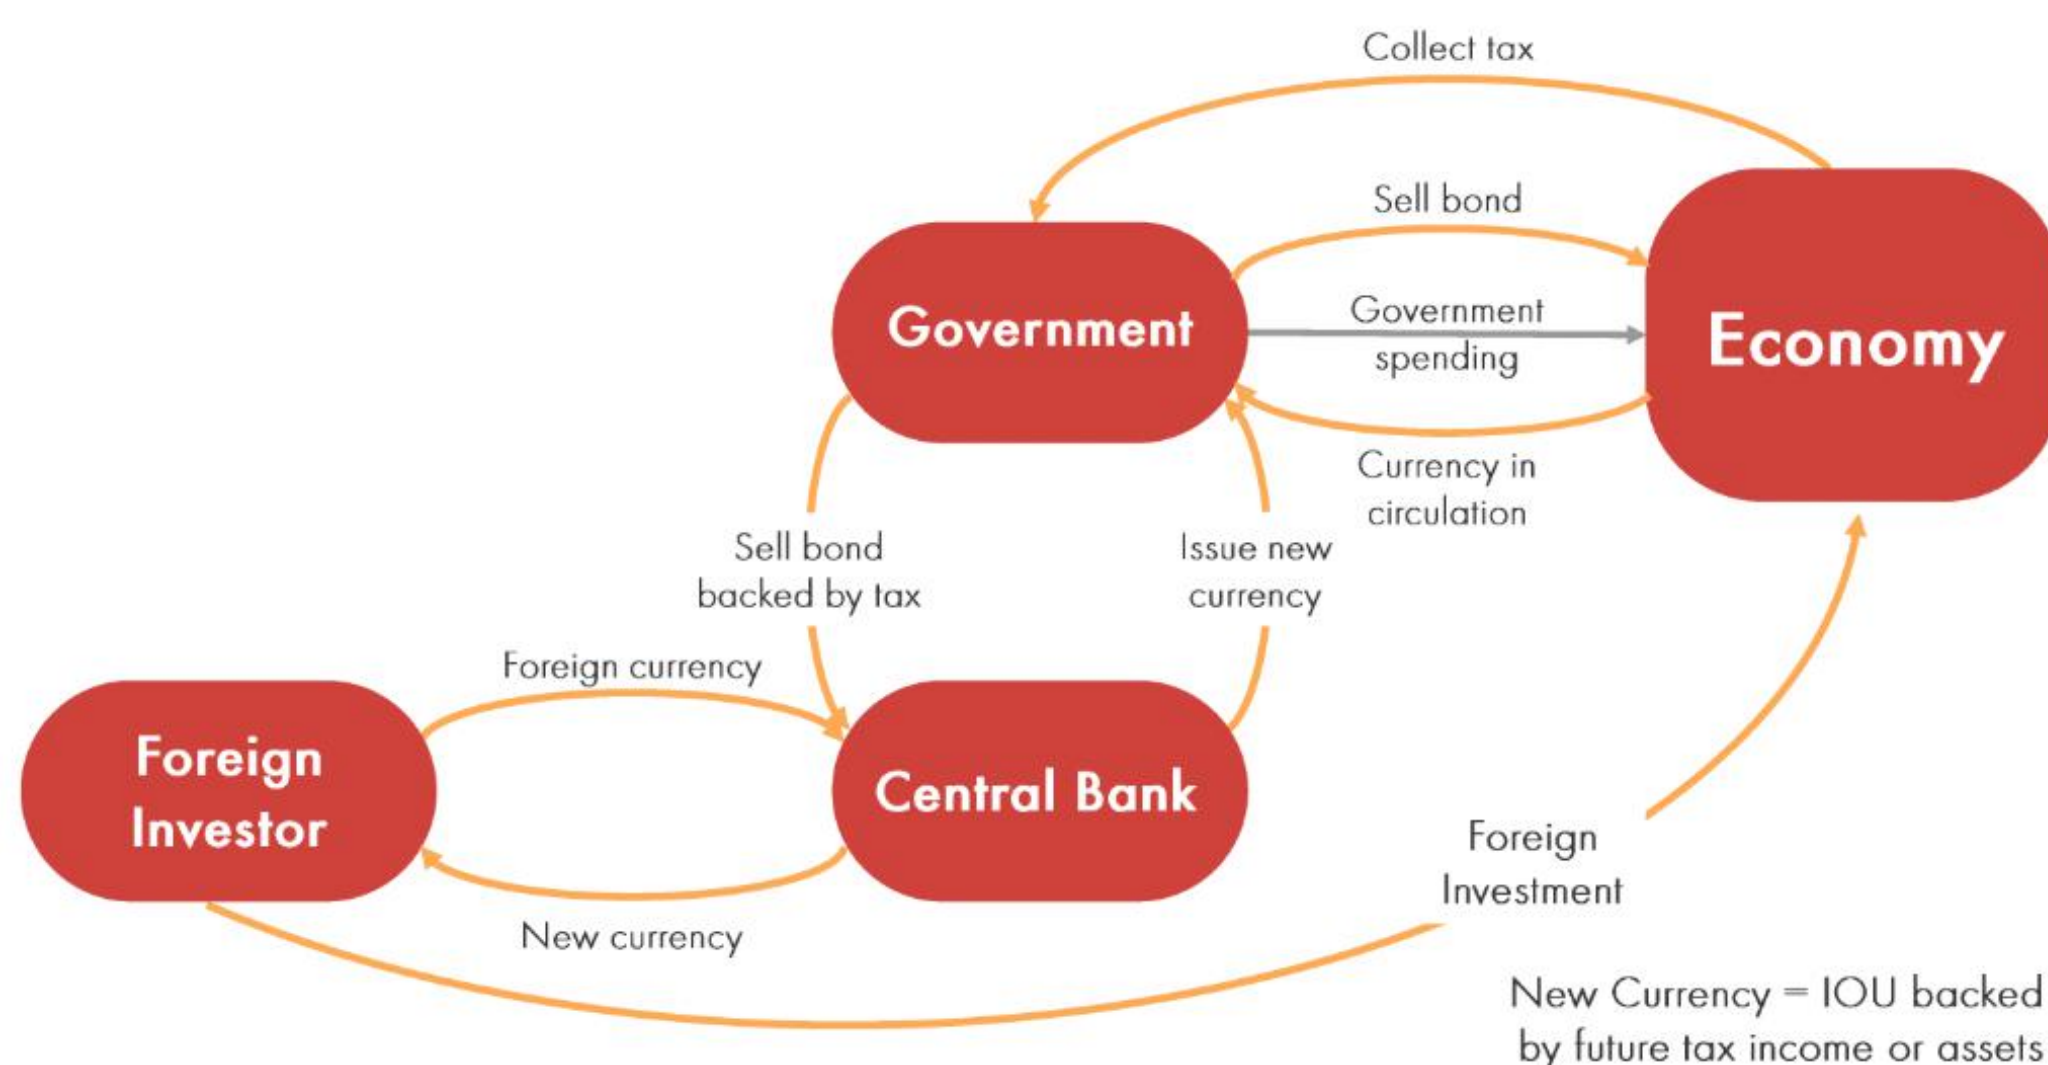 Collect tax
Sell bond
Government
Government
spending
Economy
Currency in
circulation
Sell bond
backed by tax
Issue new
currency
Foreign currency
Foreign
Investor
Central Bank
New currency
Foreign
Investment
New Currency = IOU backed
by future tax income or assets